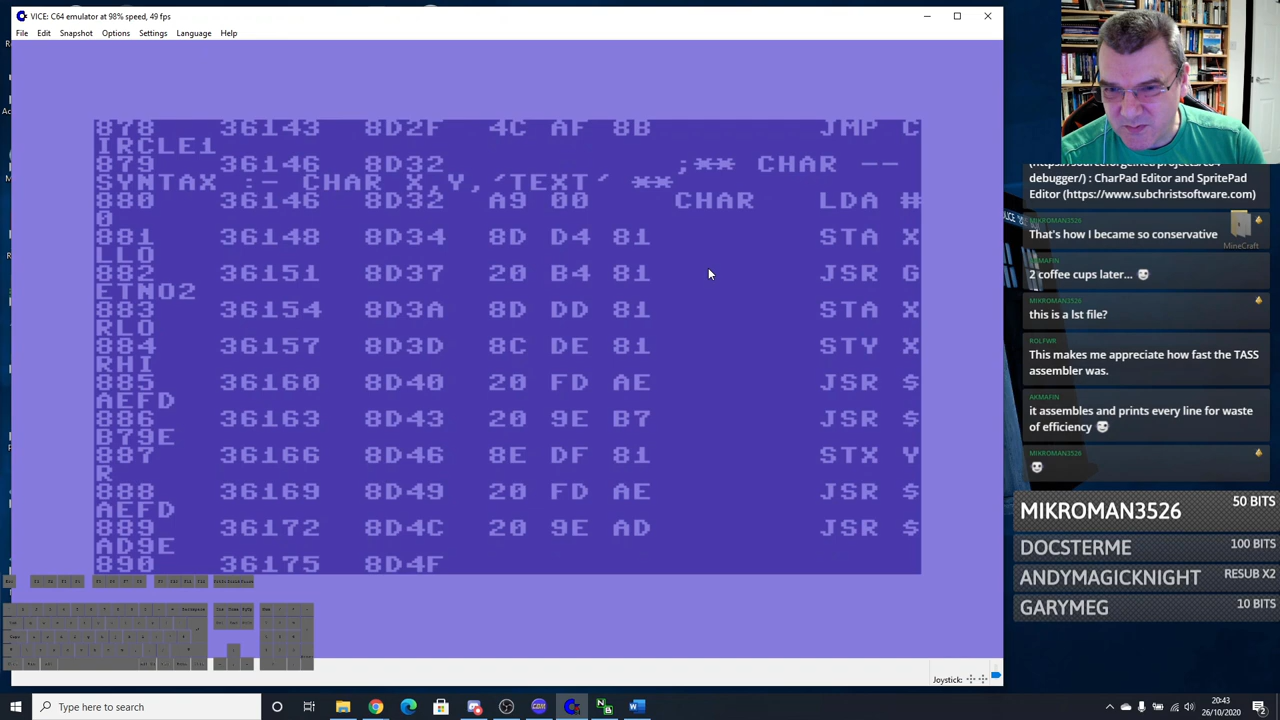 VICE: C64 emulator at 98% speed, 49 fps
File Edit Snapshot Options Settings Language Help
878 36143 8D2F 4C AF 8B JMP C
IRCLE1
879 36146 8D32 ;** CHAR --
SYNTAX :- CHAR X,Y,'TEXT' **
880 36146 8D32 A9 00 CHAR LDA #
0
881 36148 8D34 8D D4 81 STA X
LLO
882 36151 8D37 20 B4 81 JSR G
ETNO2
883 36154 8D3A 8D DD 81 STA X
RLO
884 36157 8D3D 8C DE 81 STY X
RHI
885 36160 8D40 20 FD AE JSR $
AEFD
886 36163 8D43 20 9E B7 JSR $
B79E
887 36166 8D46 8E DF 81 STX Y
R
888 36169 8D49 20 FD AE JSR $
AEFD
889 36172 8D4C 20 9E AD JSR $
AD9E
890 36175 8D4F
Joystick:
debugger/) ; CharPad Editor and SpritePad
Editor (https://www.subchristsoftware.com)
MIKROMAN3526
That's how I became so conservative
MineCraft
AKMAFIN
2 coffee cups later...
MIKROMAN3526
this is a lst file?
ROLFWR
This makes me appreciate how fast the TASS
assembler was.
AKMAFIN
it assembles and prints every line for waste
of efficiency
MIKROMAN3526
MIKROMAN3526 50 BITS
DOCSTERME 100 BITS
ANDYMAGICKNIGHT RESUB X2
GARYMEG 10 BITS
Type here to search
20:43
26/10/2020